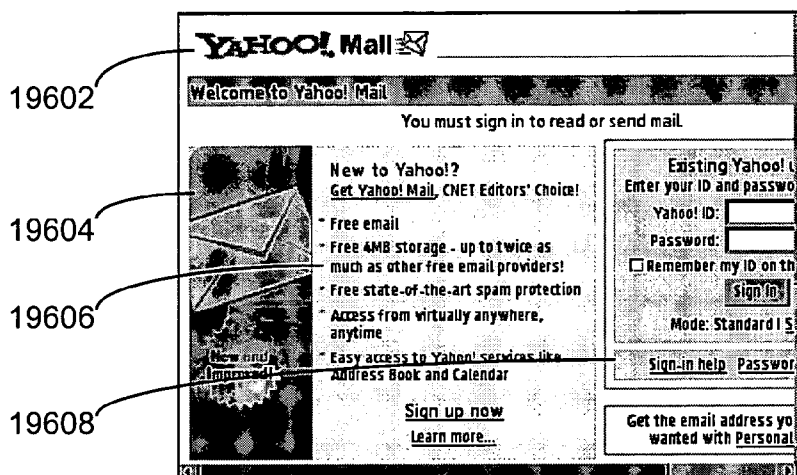 YAHOO! Mail
19602
Welcome to Yahoo! Mail
You must sign in to read or send mail.
19604
New to Yahoo!?
Get Yahoo! Mail, CNET Editors' Choice!
* Free email
* Free 4MB storage - up to twice as
much as other free email providers!
* Free state-of-the-art spam protection
* Access from virtually anywhere,
anytime
* Easy access to Yahoo! services like
Address Book and Calendar
Sign up now
Learn more...
New and
Improved!
19606
19608
Existing Yahoo! u
Enter your ID and passwo
Yahoo! ID:
Password:
Remember my ID on th
Sign In
Mode: Standard | S
Sign-in help Passwor
Get the email address yo
wanted with Personal